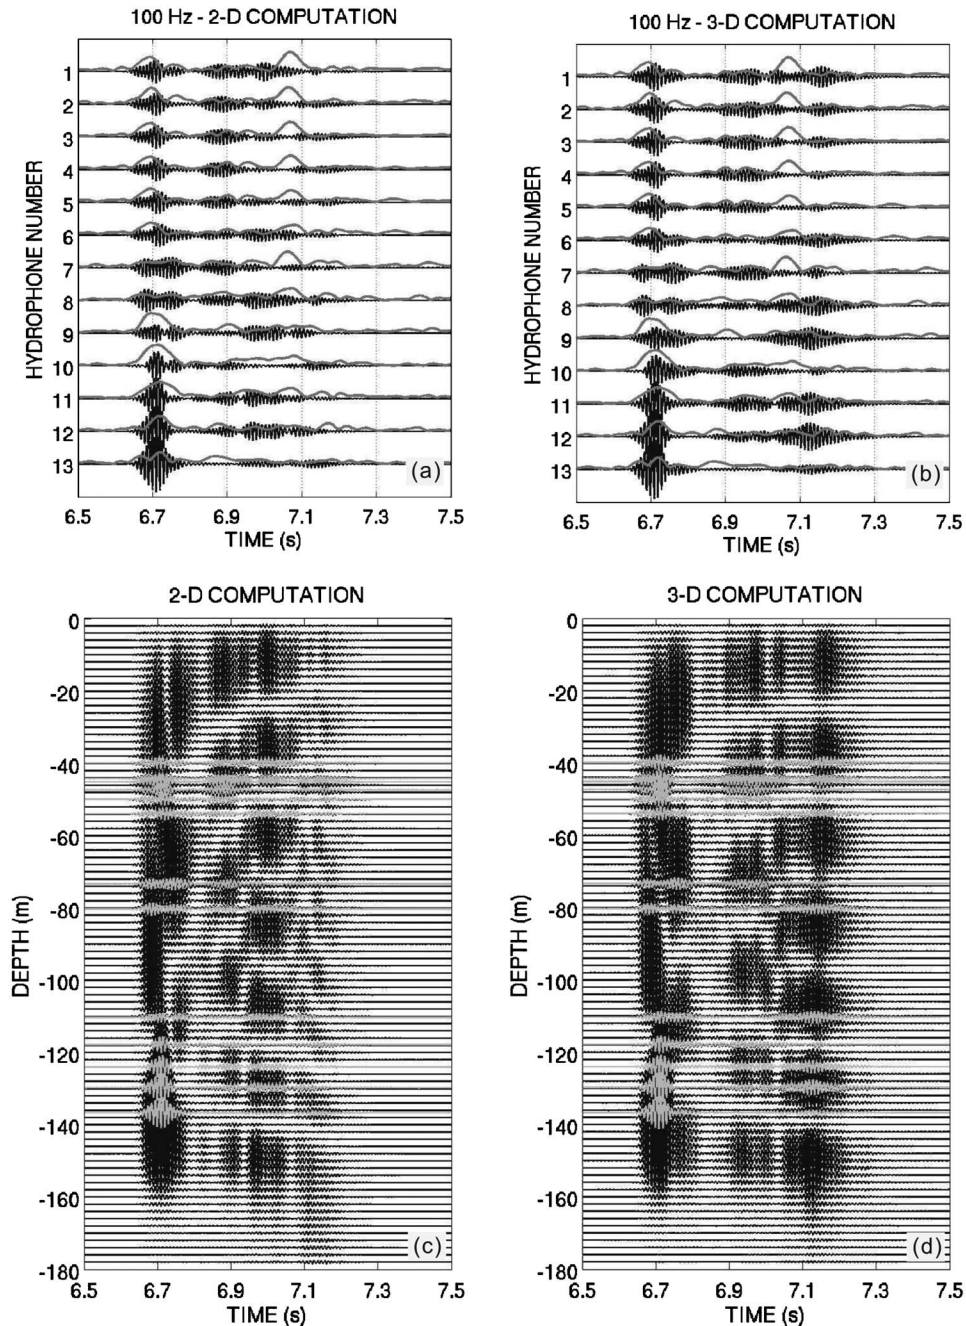 100 Hz - 2-D COMPUTATION
HYDROPHONE NUMBER
1
2
3
4
5
6
7
8
9
10
11
12
13
(a)
6.5 6.7 6.9 7.1 7.3 7.5
TIME (s)
100 Hz - 3-D COMPUTATION
HYDROPHONE NUMBER
1
2
3
4
5
6
7
8
9
10
11
12
13
(b)
6.5 6.7 6.9 7.1 7.3 7.5
TIME (s)
2-D COMPUTATION
DEPTH (m)
0
-20
-40
-60
-80
-100
-120
-140
-160
-180
(c)
6.5 6.7 6.9 7.1 7.3 7.5
TIME (s)
3-D COMPUTATION
DEPTH (m)
0
-20
-40
-60
-80
-100
-120
-140
-160
-180
(d)
6.5 6.7 6.9 7.1 7.3 7.5
TIME (s)